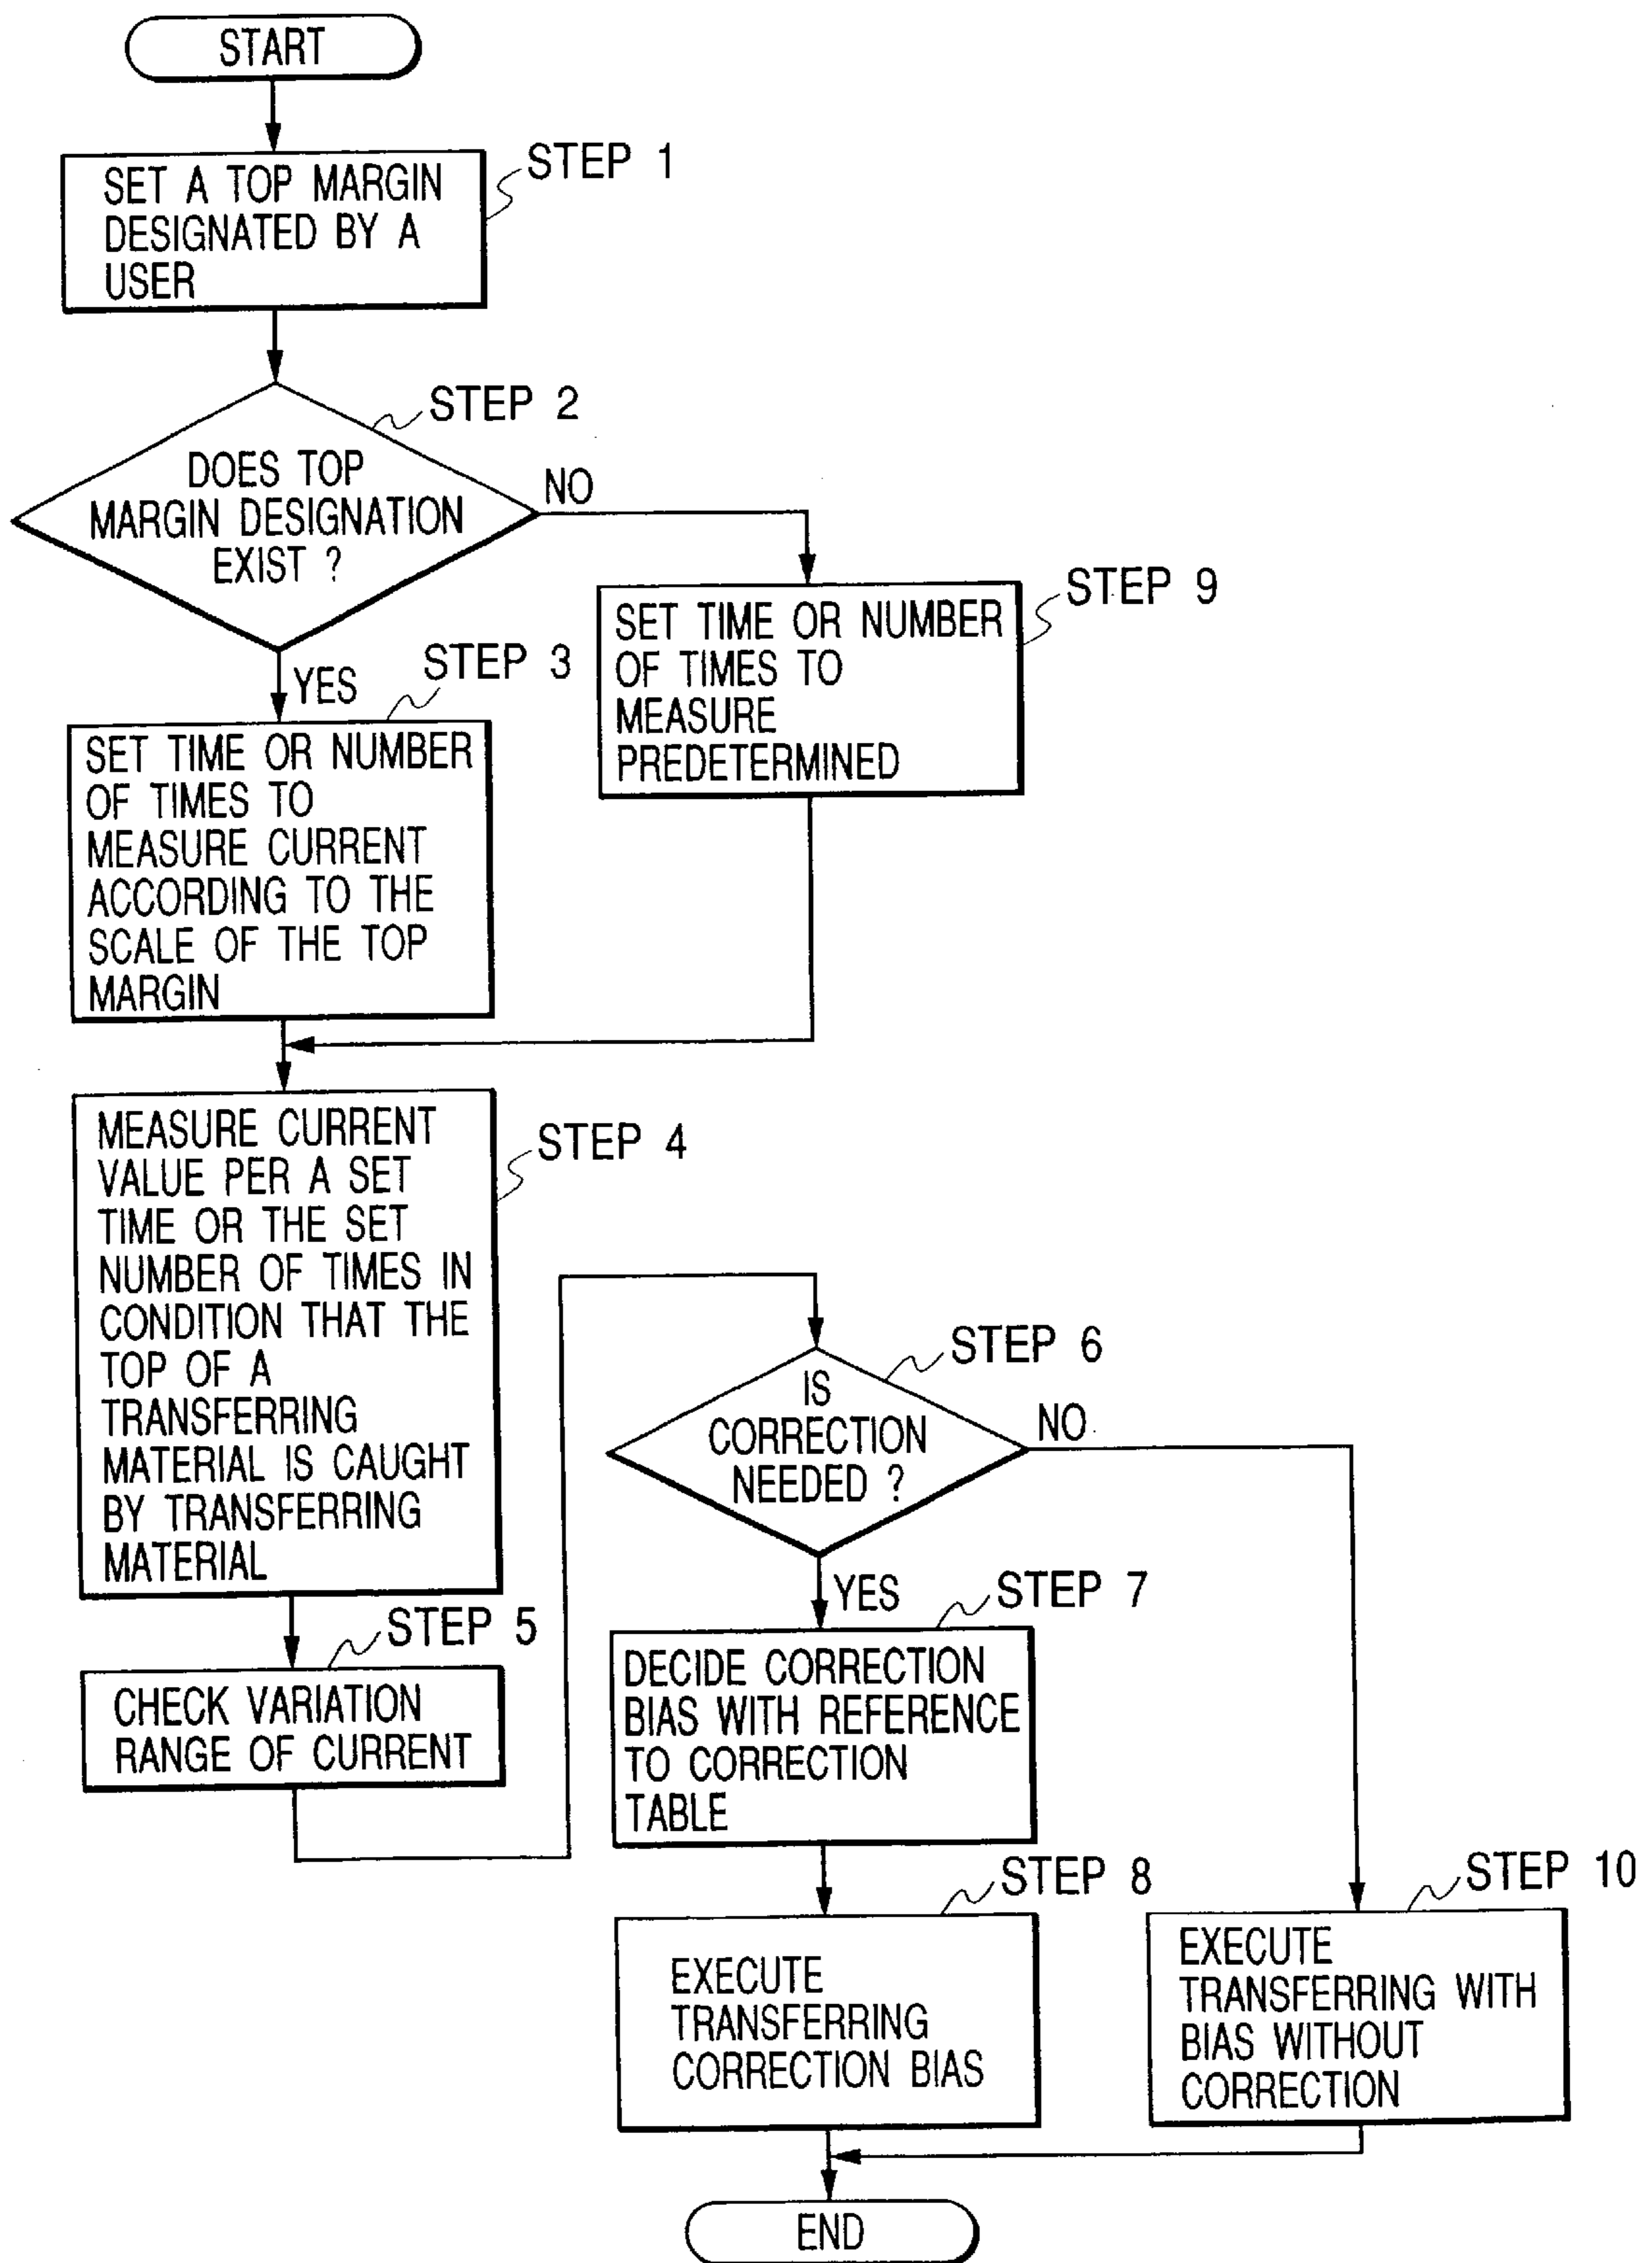 START
STEP 1
SET A TOP MARGIN
DESIGNATED BY A
USER
STEP 2
DOES TOP
MARGIN DESIGNATION
EXIST ?
NO
STEP 9
SET TIME OR NUMBER
OF TIMES TO
MEASURE
PREDETERMINED
YES
STEP 3
SET TIME OR NUMBER
OF TIMES TO
MEASURE CURRENT
ACCORDING TO THE
SCALE OF THE TOP
MARGIN
STEP 4
MEASURE CURRENT
VALUE PER A SET
TIME OR THE SET
NUMBER OF TIMES IN
CONDITION THAT THE
TOP OF A
TRANSFERRING
MATERIAL IS CAUGHT
BY TRANSFERRING
MATERIAL
STEP 5
CHECK VARIATION
RANGE OF CURRENT
STEP 6
IS
CORRECTION
NEEDED ?
NO
YES
STEP 7
DECIDE CORRECTION
BIAS WITH REFERENCE
TO CORRECTION
TABLE
STEP 8
EXECUTE
TRANSFERRING
CORRECTION BIAS
STEP 10
EXECUTE
TRANSFERRING WITH
BIAS WITHOUT
CORRECTION
END